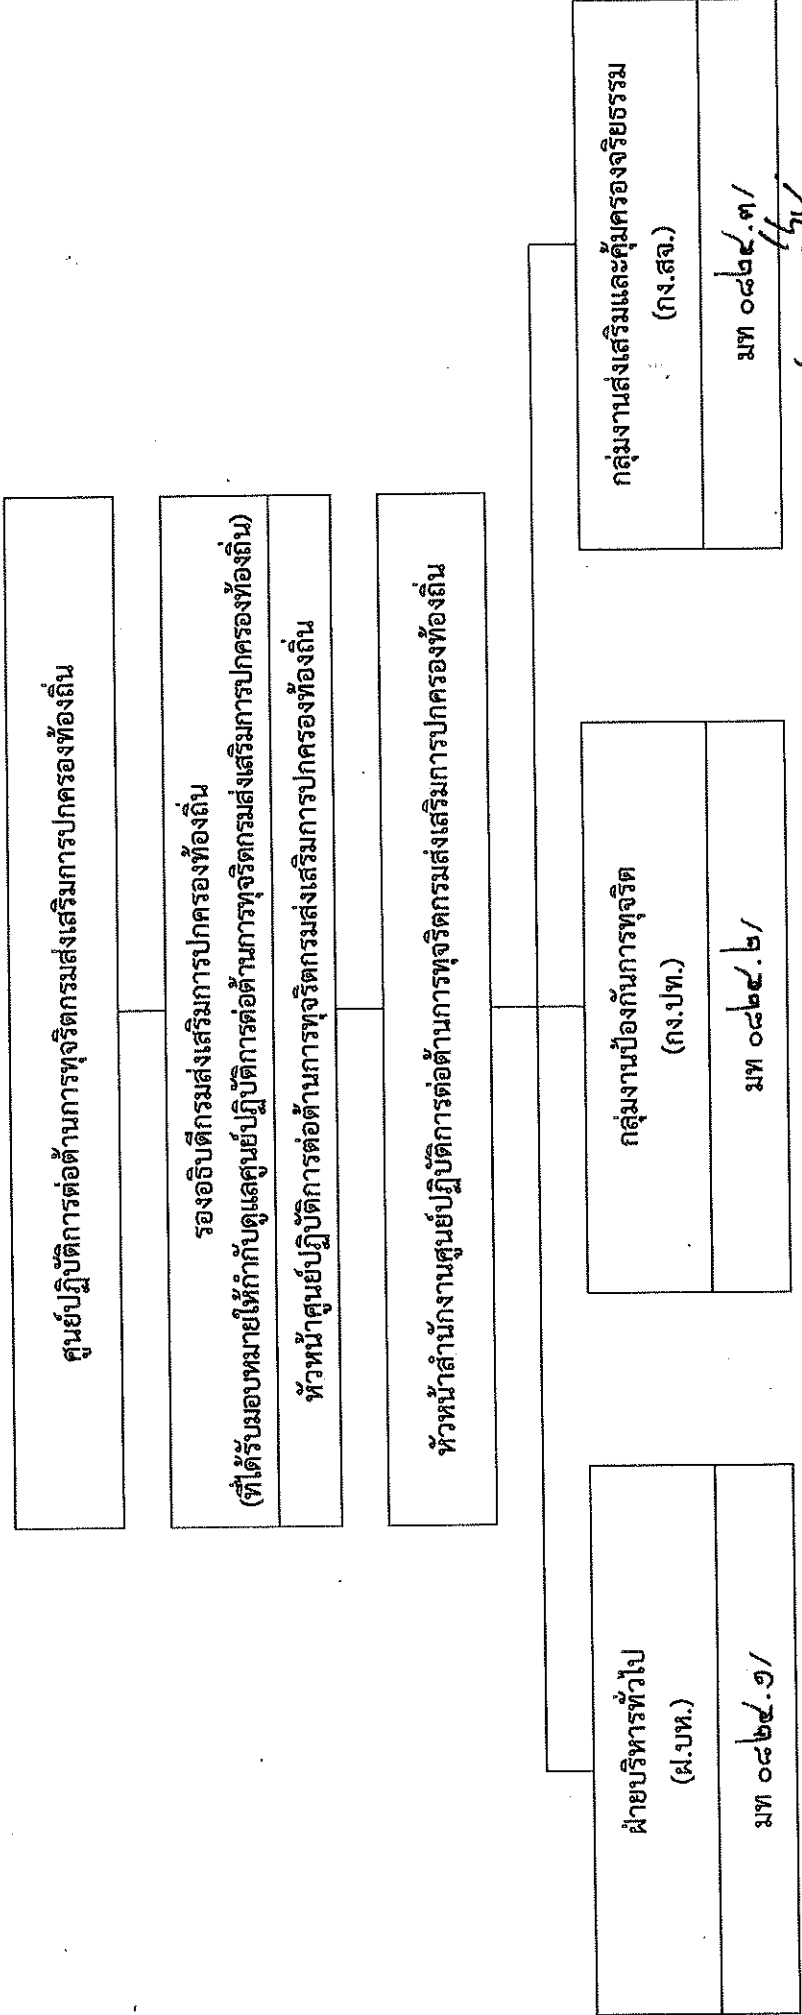 ศูนย์ปฏิบัติการต่อต้านการทุจริตกรมส่งเสริมการปกครองท้องถิ่น
รองอธิบดีกรมส่งเสริมการปกครองท้องถิ่น
(ที่ได้รับมอบหมายให้กำกับดูแลศูนย์ปฏิบัติการต่อต้านการทุจริตกรมส่งเสริมการปกครองท้องถิ่น)
หัวหน้าศูนย์ปฏิบัติการต่อต้านการทุจริตกรมส่งเสริมการปกครองท้องถิ่น
หัวหน้าสำนักงานศูนย์ปฏิบัติการต่อต้านการทุจริตกรมส่งเสริมการปกครองท้องถิ่น
ฝ่ายบริหารทั่วไป
(ฝ.บห.)
มท ๐๘๒๔.๑/
กลุ่มงานป้องกันการทุจริต
(กง.ปท.)
มท ๐๘๒๔.๒/
กลุ่มงานส่งเสริมและคุ้มครองจริยธรรม
(กง.สจ.)
มท ๐๘๒๔.๓/